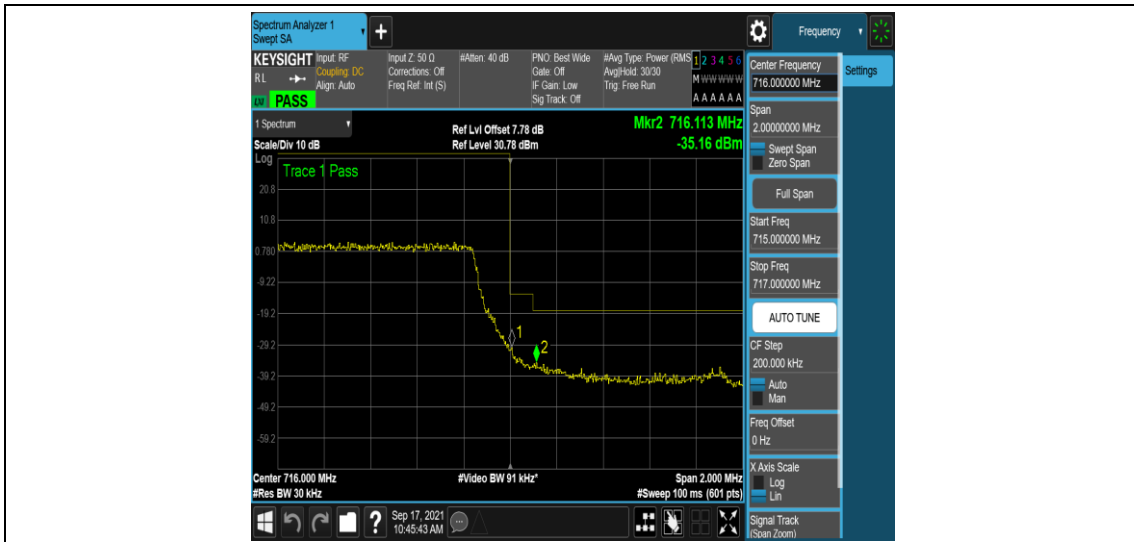 Spectrum Analyzer 1
Swept SA
+
Frequency
KEYSIGHT
R L
LXI
PASS
Input: RF
Coupling: DC
Align: Auto
Input Z: 50 Ω
Corrections: Off
Freq Ref: Int (S)
#Atten: 40 dB
PNO: Best Wide
Gate: Off
IF Gain: Low
Sig Track: Off
#Avg Type: Power (RMS
Avg|Hold: 30/30
Trig: Free Run
1 2 3 4 5 6
M W W W W W
A A A A A A
1 Spectrum
Scale/Div 10 dB
Ref Lvl Offset 7.78 dB
Ref Level 30.78 dBm
Mkr2 716.113 MHz
-35.16 dBm
Log
Trace 1 Pass
20.8
10.8
0.780
-9.22
-19.2
-29.2
-39.2
-49.2
-59.2
1
2
Center 716.000 MHz
#Res BW 30 kHz
#Video BW 91 kHz*
Span 2.000 MHz
#Sweep 100 ms (601 pts)
?
Sep 17, 2021
10:45:43 AM
Center Frequency
716.000000 MHz
Settings
Span
2.00000000 MHz
Swept Span
Zero Span
Full Span
Start Freq
715.000000 MHz
Stop Freq
717.000000 MHz
AUTO TUNE
CF Step
200.000 kHz
Auto
Man
Freq Offset
0 Hz
X Axis Scale
Log
Lin
Signal Track
(Span Zoom)